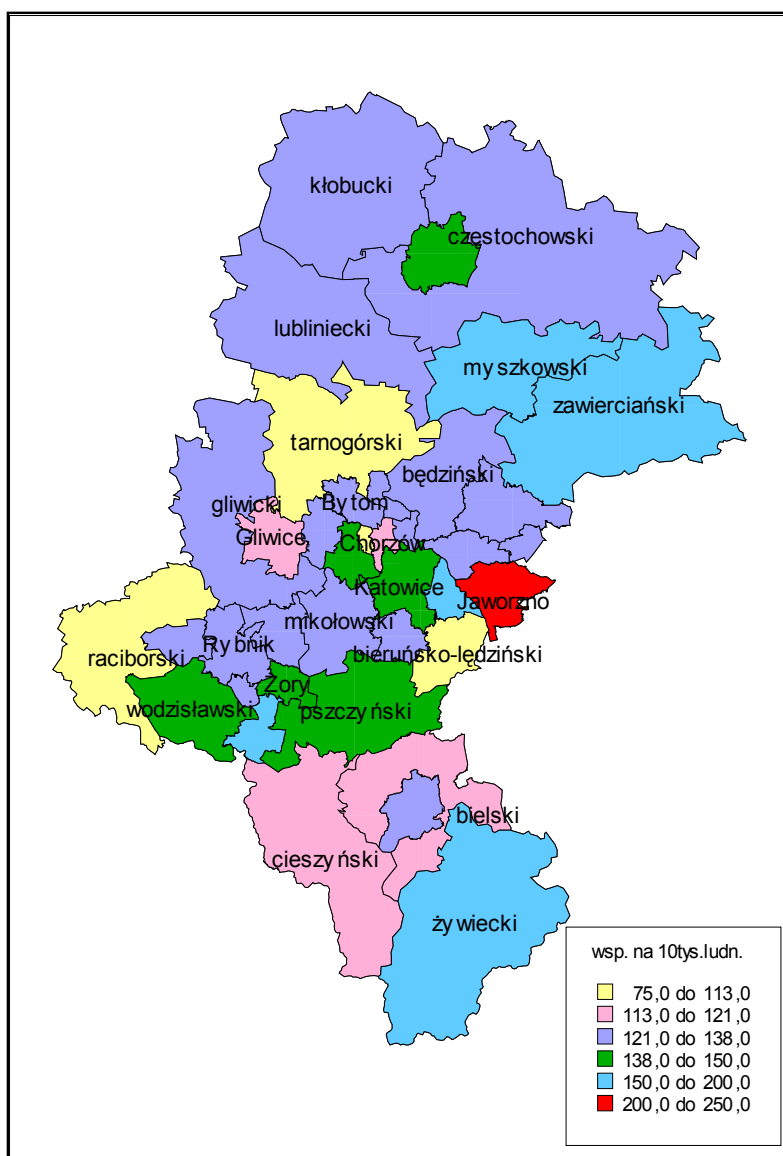 kłobucki
częstochowski
lubliniecki
myszkowski
zawierciański
tarnogórski
będziński
gliwicki
Bytom
Gliwice
Chorzów
Katowice
Jaworzno
mikołowski
Rybnik
raciborski
bieruńsko-lędziński
Żory
wodzisławski
pszczyński
bielski
cieszyński
żywiecki
wsp. na 10tys.ludn.
75,0 do 113,0
113,0 do 121,0
121,0 do 138,0
138,0 do 150,0
150,0 do 200,0
200,0 do 250,0